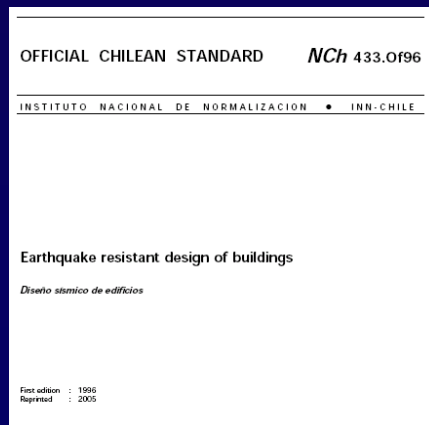 OFFICIAL CHILEAN STANDARD NCh 433.Of96
INSTITUTO NACIONAL DE NORMALIZACION ● INN-CHILE
Earthquake resistant design of buildings
Diseño sísmico de edificios
First edition : 1996
Reprinted : 2005